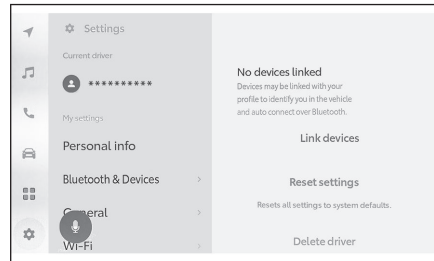 Settings
Current driver
**********
My settings
Personal info
Bluetooth & Devices
General
Wi-Fi
No devices linked
Devices may be linked with your
profile to identify you in the vehicle
and auto connect over Bluetooth.
Link devices
Reset settings
Resets all settings to system defaults.
Delete driver